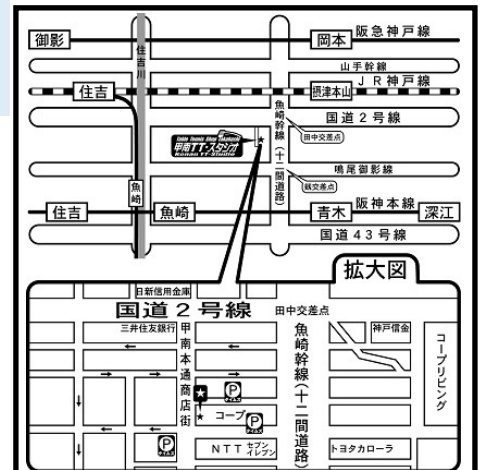 御影
住吉川
岡本
阪急神戸線
山手幹線
JR神戸線
住吉
摂津本山
国道2号線
魚崎幹線(十二間道路)
田中交差点
甲南TT・スタジオ
Konan TT-Studio
鳴尾御影線
魚崎
住吉
魚崎
青木
阪神本線
深江
国道43号線
拡大図
日新信用金庫
国道2号線
田中交差点
三井住友銀行
甲南本通商店街
魚崎幹線(十二間道路)
神戸信金
コープリビング
P
コープ
P
P
NTT
セブン
イレブン
トヨタカローラ